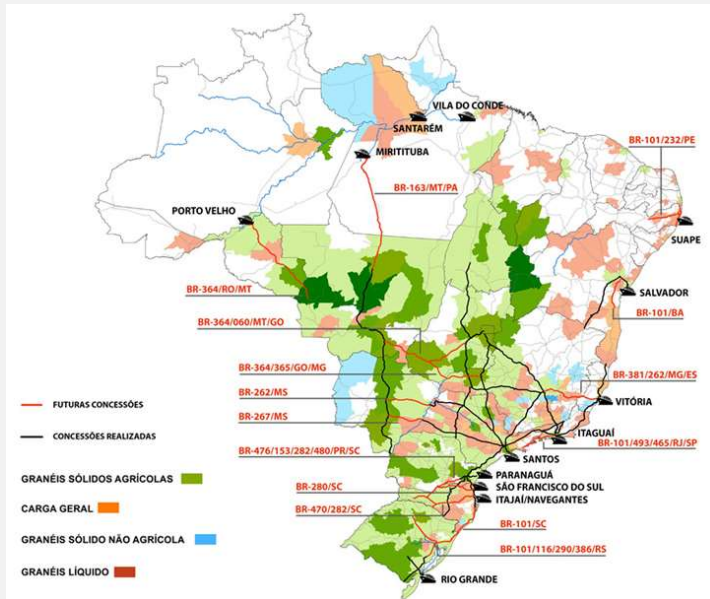 VILA DO CONDE
SANTARÉM
BR-101/232/PE
MIRITITUBA
BR-163/MT/PA
PORTO VELHO
SUAPE
BR-364/RO/MT
SALVADOR
BR-101/BA
BR-364/060/MT/GO
BR-364/365/GO/MG
BR-381/262/MG/ES
BR-262/MS
FUTURAS CONCESSÕES
VITÓRIA
BR-267/MS
CONCESSÕES REALIZADAS
ITAGUAÍ
BR-101/493/465/RJ/SP
BR-476/153/282/480/PR/SC
SANTOS
GRANÉIS SÓLIDOS AGRÍCOLAS
PARANAGUÁ
SÃO FRANCISCO DO SUL
BR-280/SC
ITAJAÍ/NAVEGANTES
CARGA GERAL
BR-470/282/SC
BR-101/SC
GRANÉIS SÓLIDO NÃO AGRÍCOLA
BR-101/116/290/386/RS
GRANÉIS LÍQUIDO
RIO GRANDE